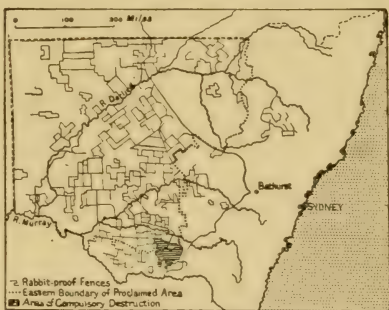 0 100 300 Miles
R. Darling
Bathurst
SYDNEY
R. Murray
Rabbit-proof Fences
Eastern Boundary of Proclaimed Area
Area of Compulsory Destruction